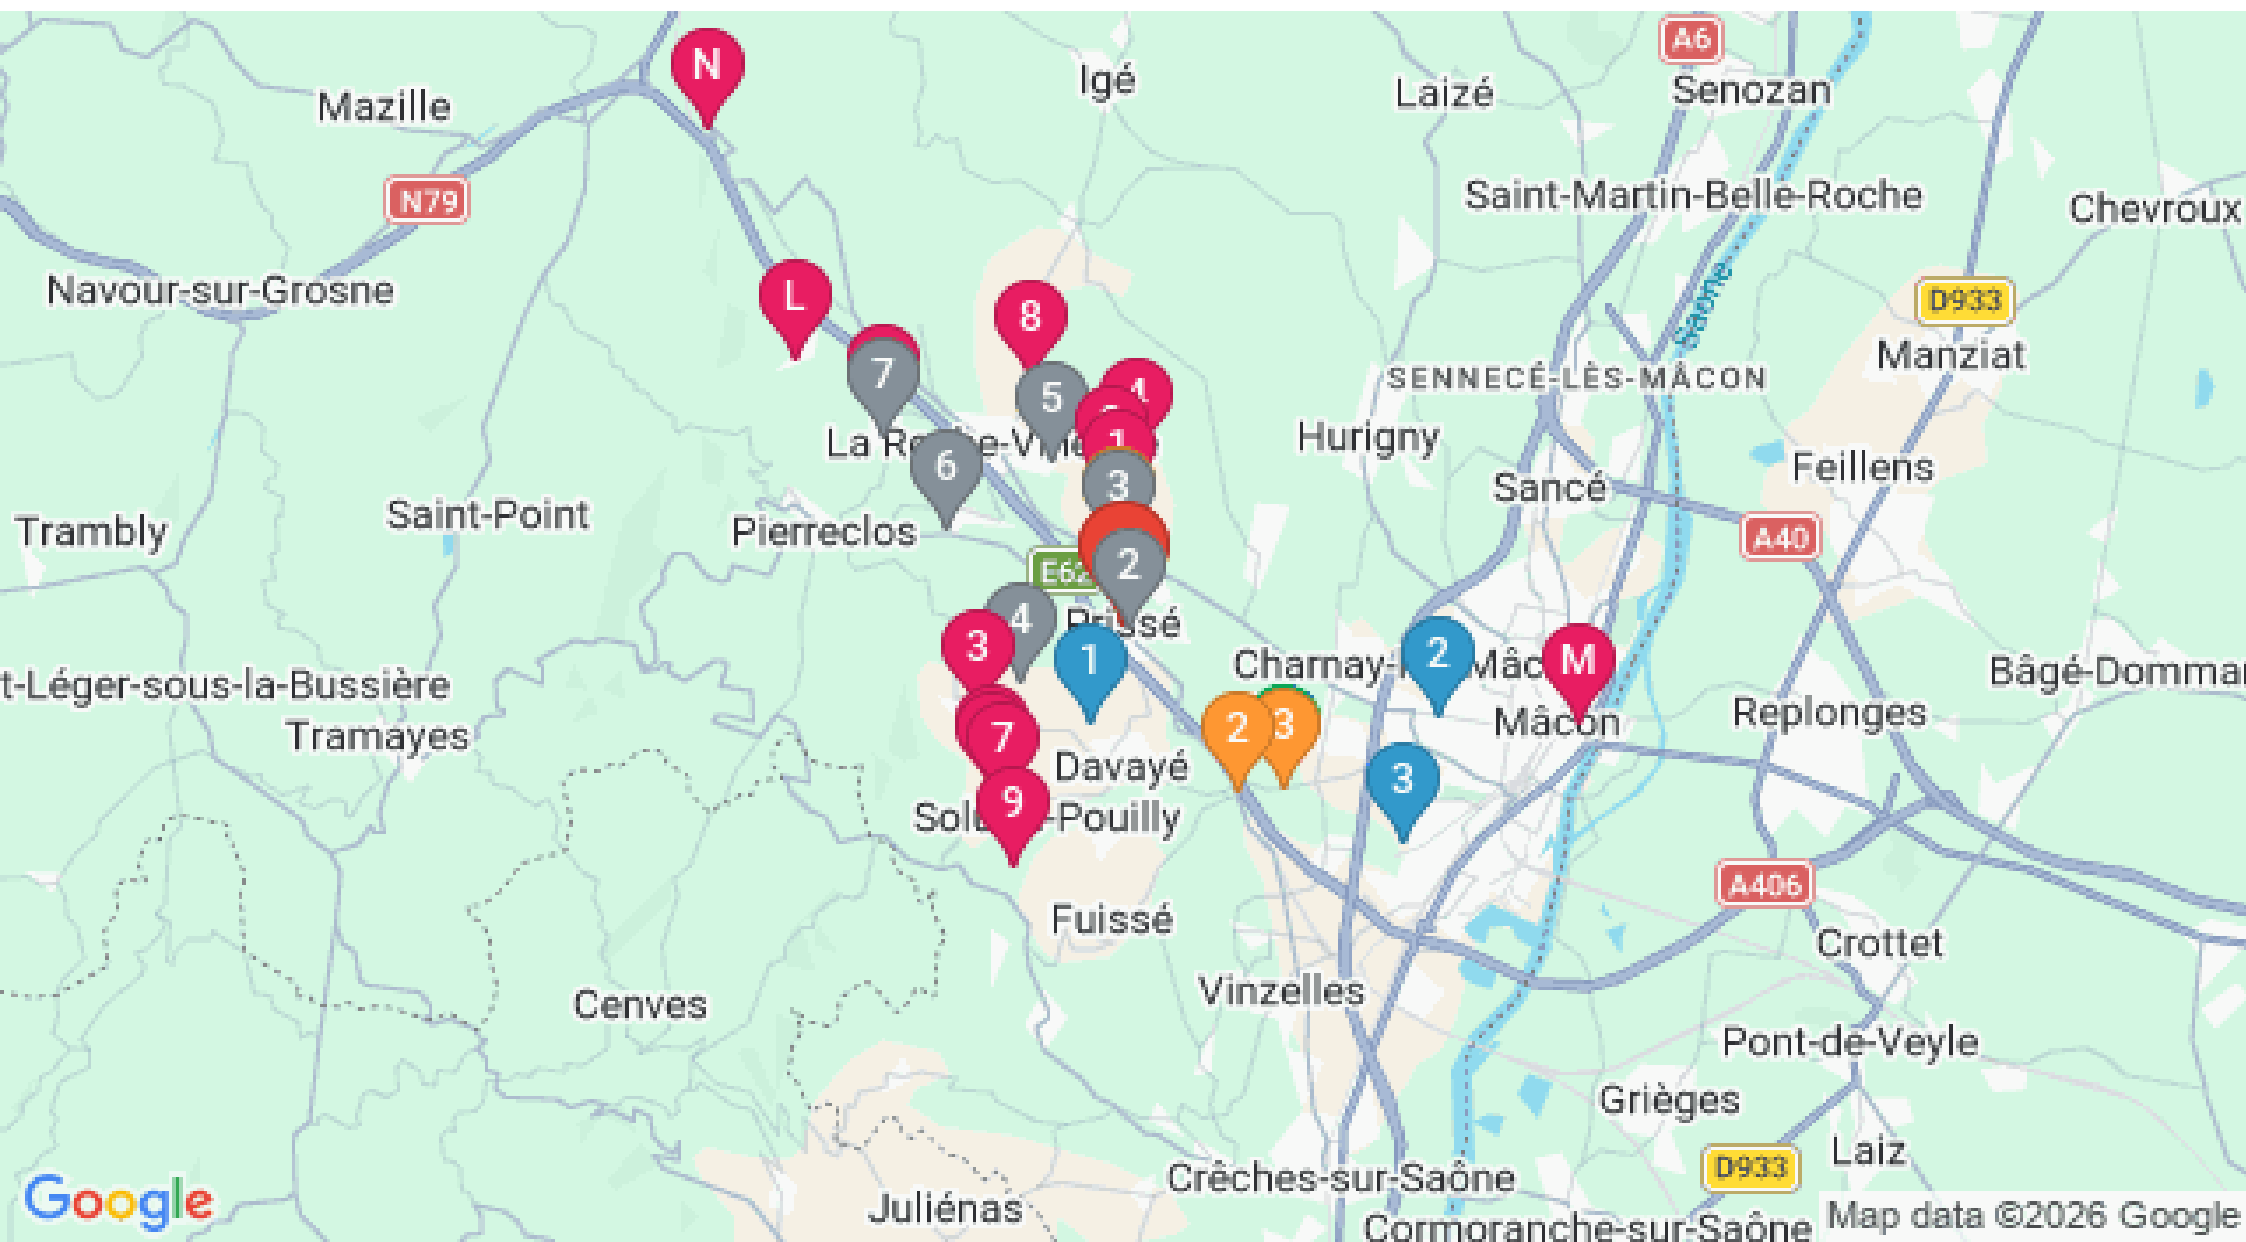 A6
N
Igé
Laizé
Senozan
Mazille
N79
Saint-Martin-Belle-Roche
Chevroux
Navour-sur-Grosne
L
8
Saône
D933
Manziat
7
5
4
SENNECÉ-LÈS-MÂCON
1
Hurigny
6
3
Sancé
Feillens
Trambly
Saint-Point
Pierreclos
A40
E62
2
4
Prissé
3
1
Charnay-
2
M
Bâgé-Dommar
t-Léger-sous-la-Bussière
Tramayes
7
2
3
Mâcon
Replonges
Davayé
3
9
-Pouilly
A406
Fuissé
Crottet
Vinzelles
Cenves
Pont-de-Veyle
Grièges
Laiz
D933
Crêches-sur-Saône
Juliénas
Cormoranche-sur-Saône
Google
Map data ©2026 Google